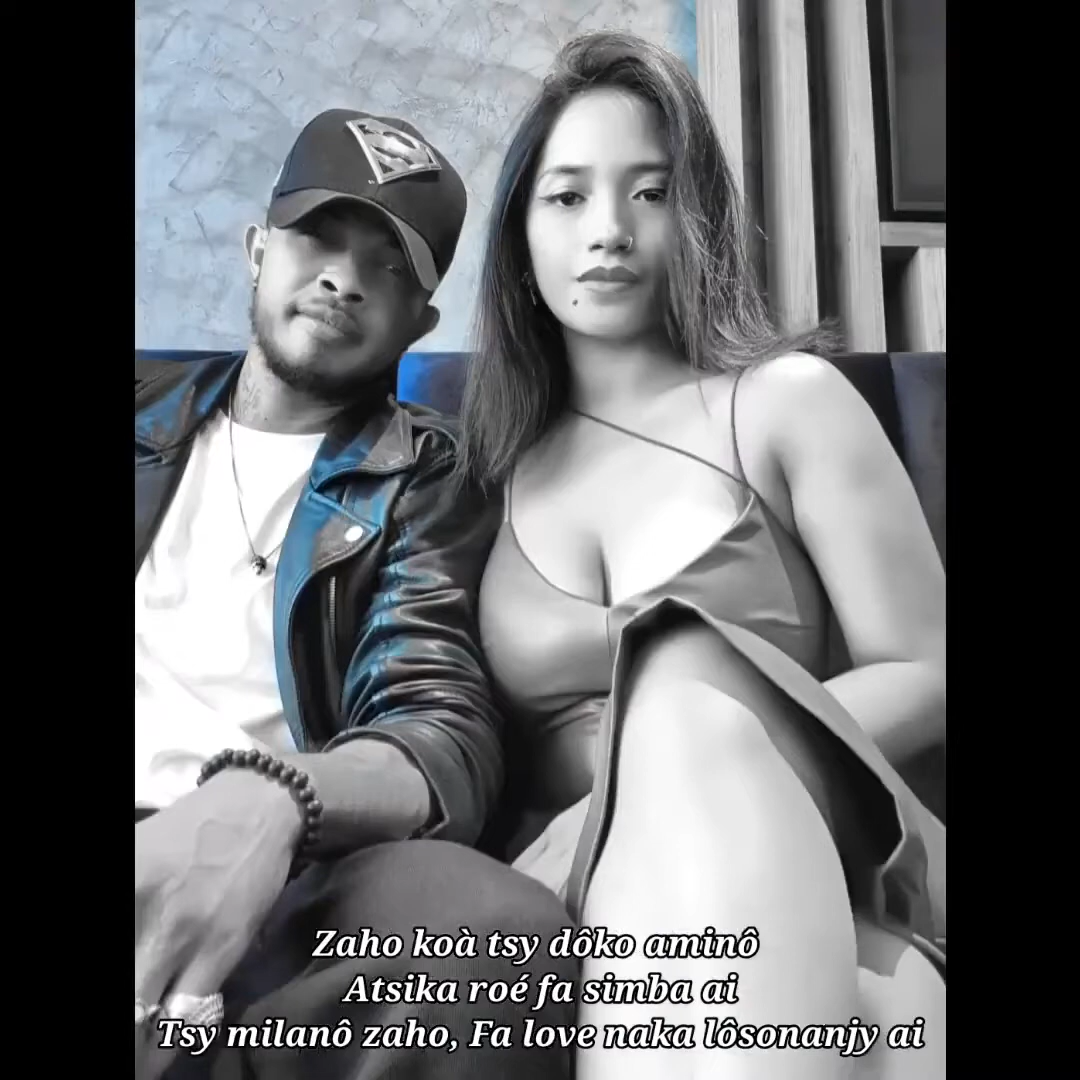 Zaho koà tsy dôko aminô
Atsika roé fa simba ai
Tsy milanô zaho, Fa love naka lôsonanjy ai